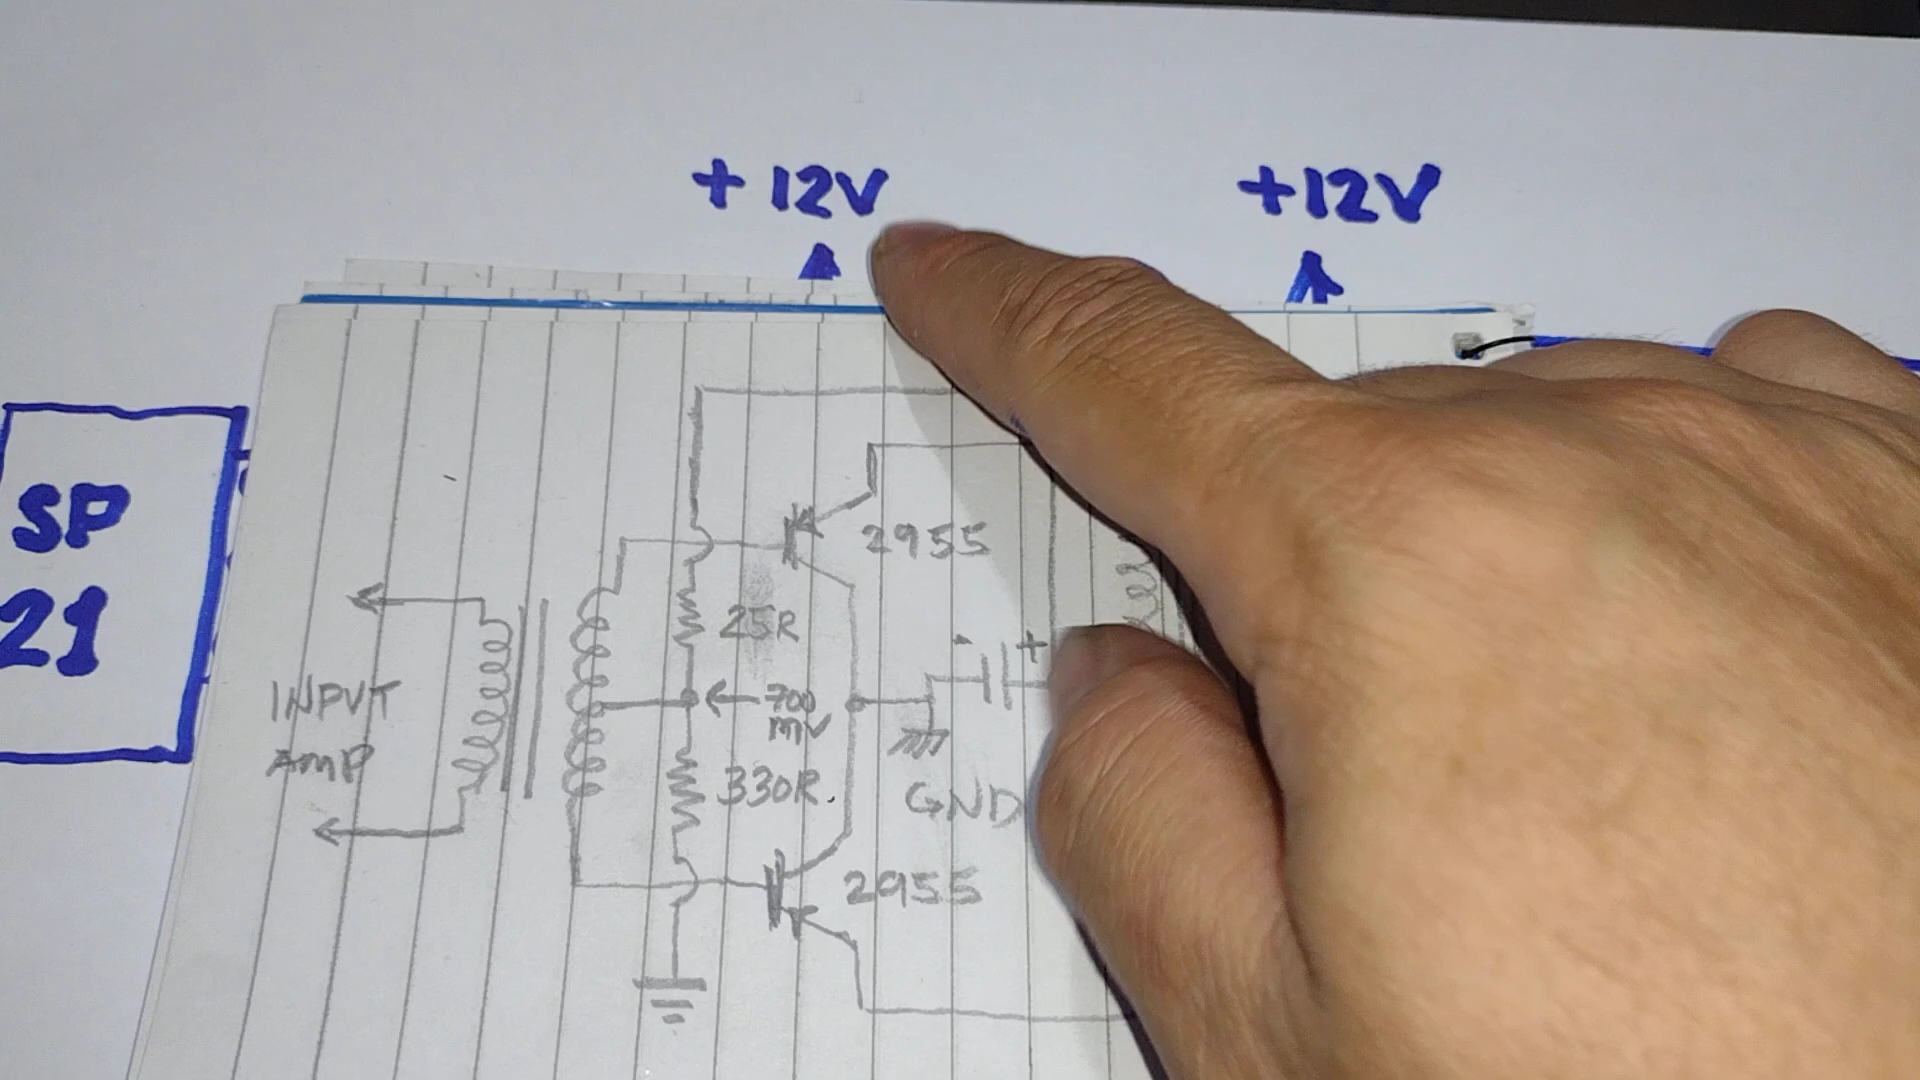 +12V
+12V
SP
21
2955
25R
700
mV
INPUT
AMP
330R.
+
GND
2955